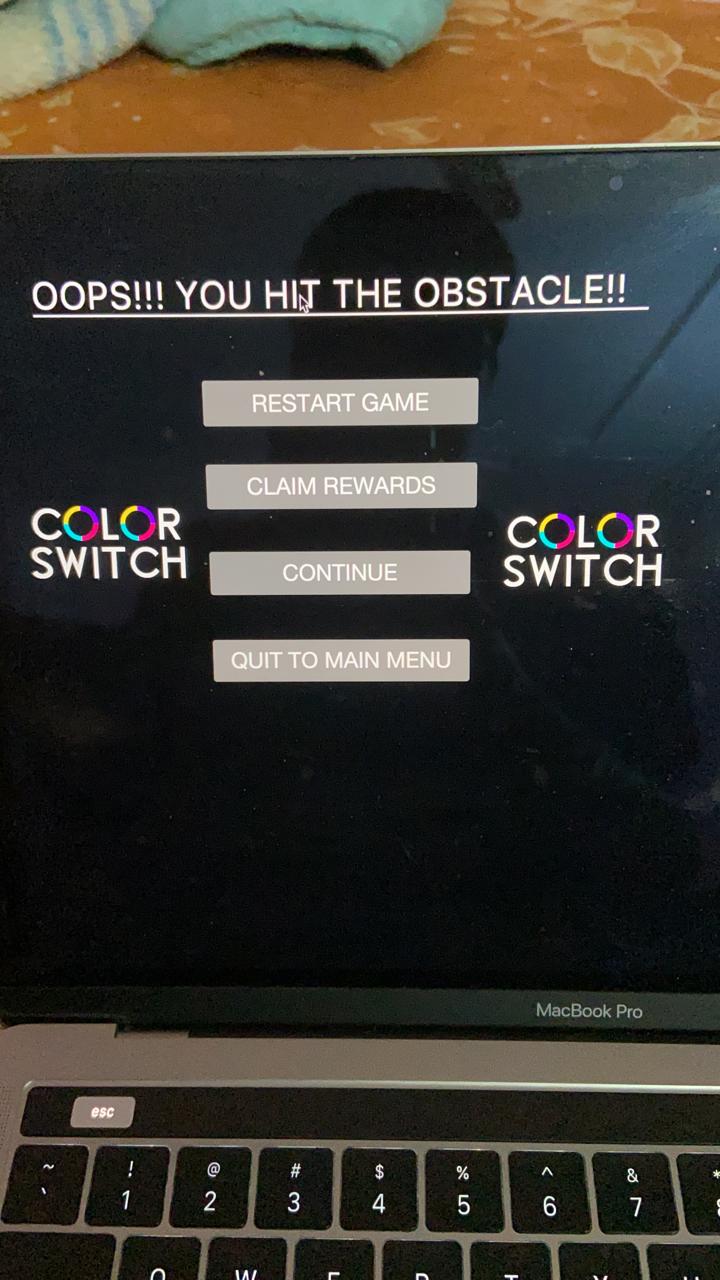 OOPS!!! YOU HIT THE OBSTACLE!!
RESTART GAME
CLAIM REWARDS
COLOR
SWITCH
COLOR
SWITCH
CONTINUE
QUIT TO MAIN MENU
MacBook Pro
esc
~ ! @ # $ % ^ &
` 1 2 3 4 5 6 7